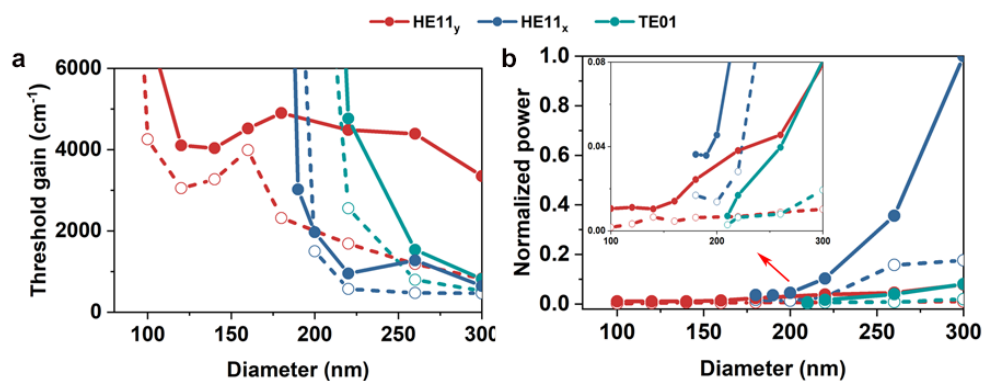 HE11y HE11x TE01
a
b
6000
4000
2000
0
Threshold gain (cm-1)
100 150 200 250 300
Diameter (nm)
1.0
0.8
0.6
0.4
0.2
0.0
Normalized power
0.08
0.04
0.00
100 200 300
100 150 200 250 300
Diameter (nm)